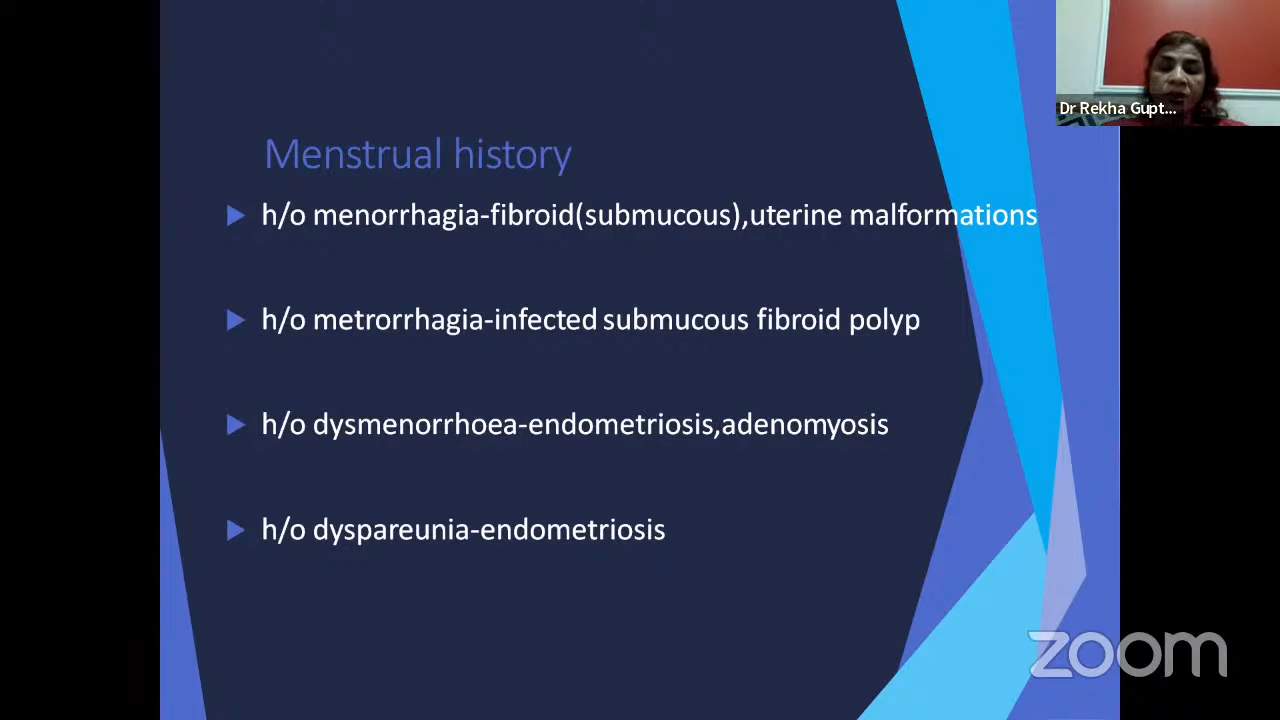 Dr Rekha Gupt...
Menstrual history
h/o menorrhagia-fibroid(submucous),uterine malformations
h/o metrorrhagia-infected submucous fibroid polyp
h/o dysmenorrhoea-endometriosis,adenomyosis
h/o dyspareunia-endometriosis
zoom